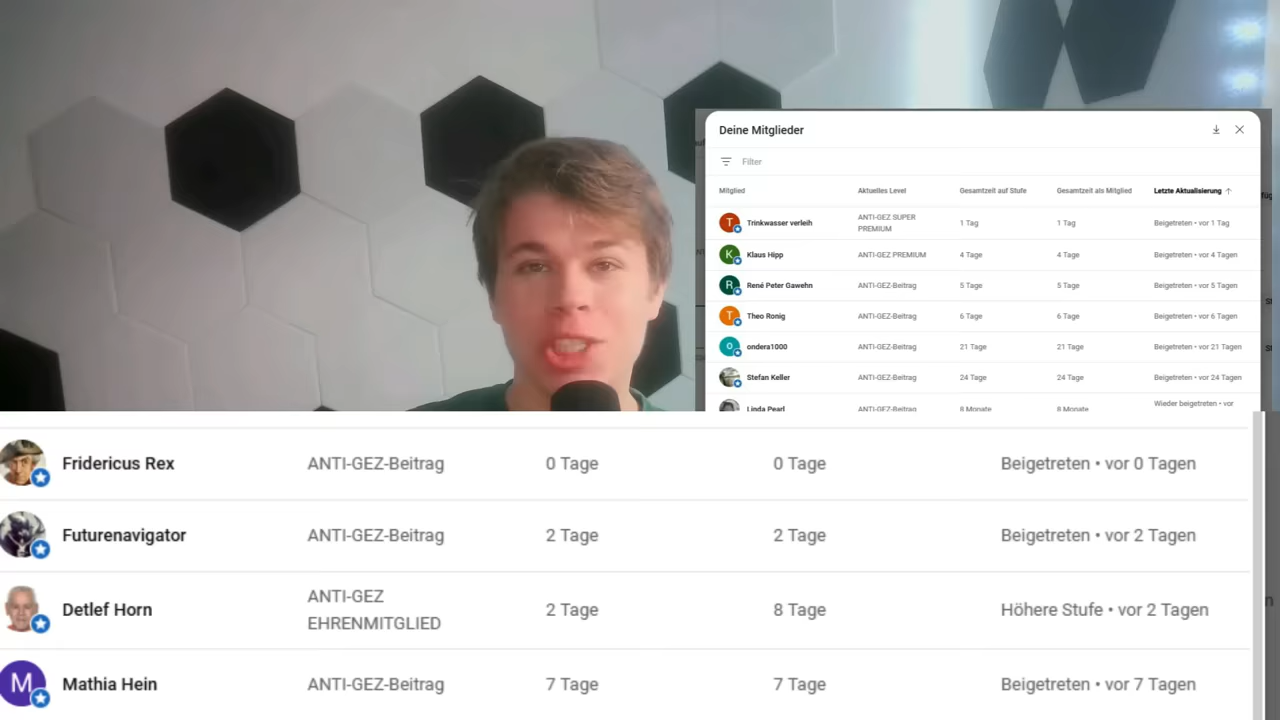 Deine Mitglieder
Filter
Mitglied Aktuelles Level Gesamtzeit auf Stufe Gesamtzeit als Mitglied Letzte Aktualisierung
T Trinkwasser verleih ANTI-GEZ SUPER PREMIUM 1 Tag 1 Tag Beigetreten • vor 1 Tag
K Klaus Hipp ANTI-GEZ PREMIUM 4 Tage 4 Tage Beigetreten • vor 4 Tagen
R René Peter Gawehn ANTI-GEZ-Beitrag 5 Tage 5 Tage Beigetreten • vor 5 Tagen
T Theo Ronig ANTI-GEZ-Beitrag 6 Tage 6 Tage Beigetreten • vor 6 Tagen
o ondera1000 ANTI-GEZ-Beitrag 21 Tage 21 Tage Beigetreten • vor 21 Tagen
Stefan Keller ANTI-GEZ-Beitrag 24 Tage 24 Tage Beigetreten • vor 24 Tagen
Linda Pearl ANTI-GEZ-Beitrag 8 Monate 8 Monate Wieder beigetreten • vor
Fridericus Rex ANTI-GEZ-Beitrag 0 Tage 0 Tage Beigetreten • vor 0 Tagen
Futurenavigator ANTI-GEZ-Beitrag 2 Tage 2 Tage Beigetreten • vor 2 Tagen
Detlef Horn ANTI-GEZ EHRENMITGLIED 2 Tage 8 Tage Höhere Stufe • vor 2 Tagen
M Mathia Hein ANTI-GEZ-Beitrag 7 Tage 7 Tage Beigetreten • vor 7 Tagen